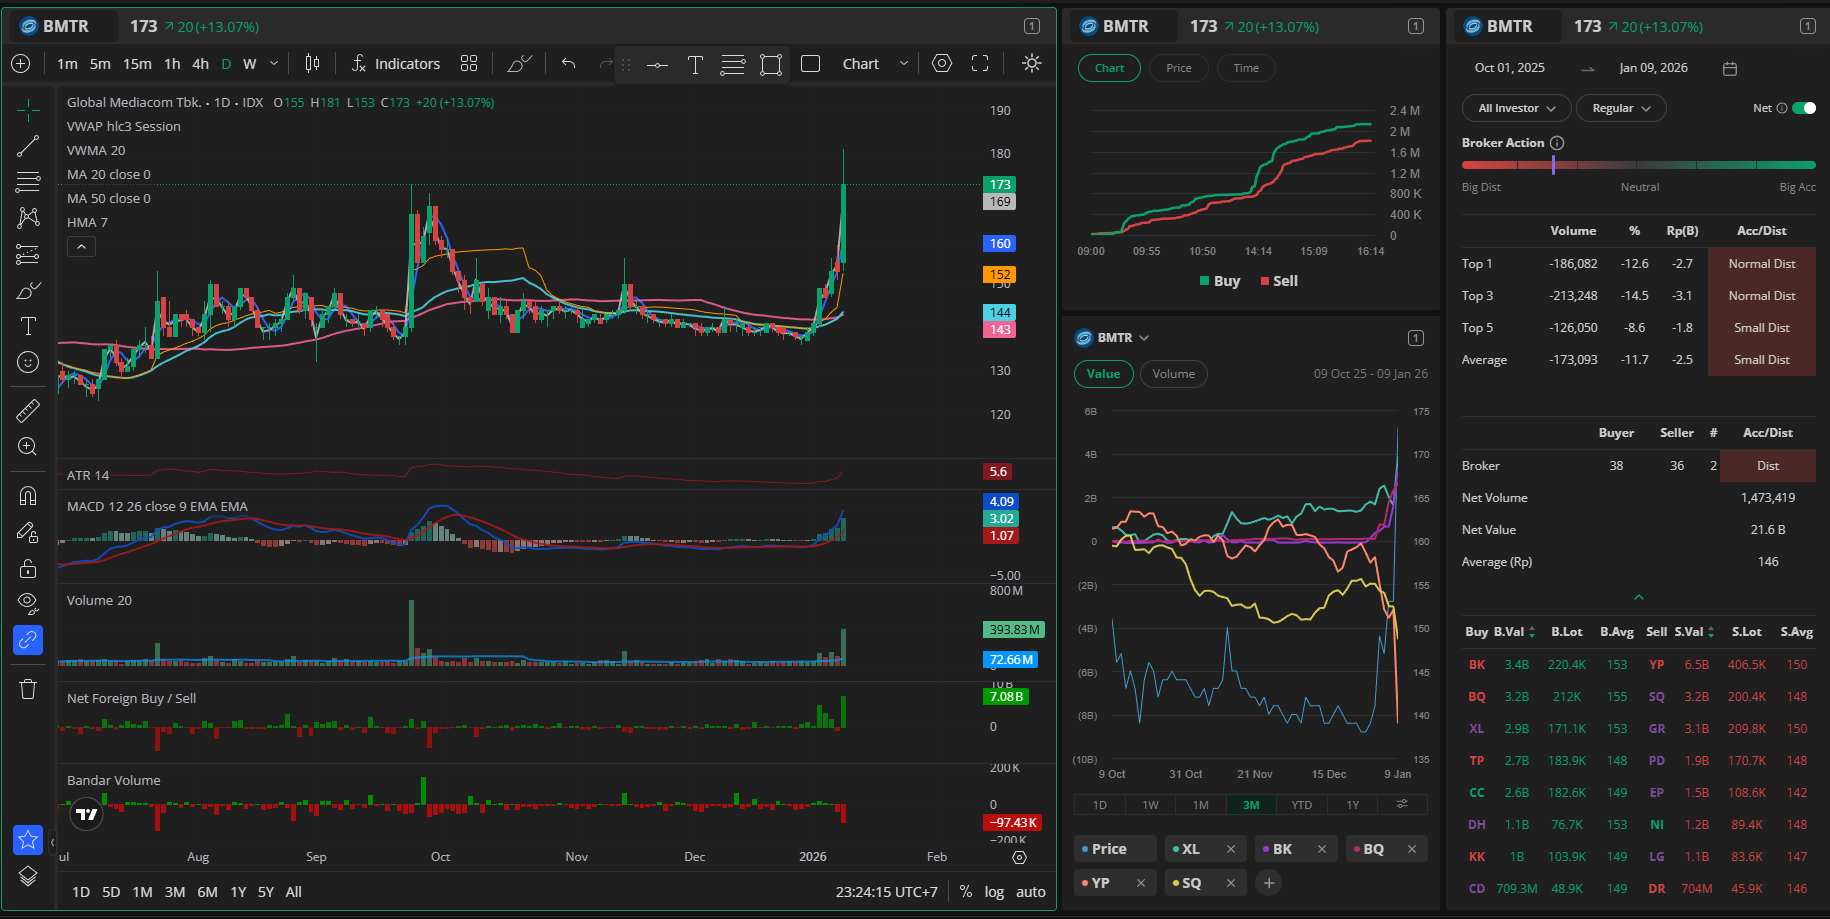 BMTR 173 20 (+13.07%) 1
1m 5m 15m 1h 4h D W Indicators Chart
Global Mediacom Tbk. · 1D · IDX O155 H181 L153 C173 +20 (+13.07%)
VWAP hlc3 Session
VWMA 20
MA 20 close 0
MA 50 close 0
HMA 7
190
180
173
169
160
152
150
144
143
130
120
ATR 14
5.6
MACD 12 26 close 9 EMA EMA
4.09
3.02
1.07
−5.00
Volume 20
800 M
393.83 M
72.66 M
Net Foreign Buy / Sell
10 B
7.08 B
0
Bandar Volume
200 K
0
−97.43 K
−200 K
ul Aug Sep Oct Nov Dec 2026 Feb
1D 5D 1M 3M 6M 1Y 5Y All 23:24:15 UTC+7 % log auto
BMTR 173 20 (+13.07%) 1
Chart Price Time
2.4 M
2 M
1.6 M
1.2 M
800 K
400 K
0
09:00 09:55 10:50 14:14 15:09 16:14
Buy Sell
BMTR 1
Value Volume 09 Oct 25 - 09 Jan 26
6B 175
4B 170
2B 165
0 160
(2B) 155
(4B) 150
(6B) 145
(8B) 140
(10B) 135
9 Oct 31 Oct 21 Nov 15 Dec 9 Jan
1D 1W 1M 3M YTD 1Y
Price XL × BK × BQ ×
YP × SQ × +
BMTR 173 20 (+13.07%) 1
Oct 01, 2025 → Jan 09, 2026
All Investor Regular Net
Broker Action
Big Dist Neutral Big Acc
Volume % Rp(B) Acc/Dist
Top 1 -186,082 -12.6 -2.7 Normal Dist
Top 3 -213,248 -14.5 -3.1 Normal Dist
Top 5 -126,050 -8.6 -1.8 Small Dist
Average -173,093 -11.7 -2.5 Small Dist
Buyer Seller # Acc/Dist
Broker 38 36 2 Dist
Net Volume 1,473,419
Net Value 21.6 B
Average (Rp) 146
Buy B.Val B.Lot B.Avg Sell S.Val S.Lot S.Avg
BK 3.4B 220.4K 153 YP 6.5B 406.5K 150
BQ 3.2B 212K 155 SQ 3.2B 200.4K 148
XL 2.9B 171.1K 153 GR 3.1B 209.8K 150
TP 2.7B 183.9K 148 PD 1.9B 170.7K 148
CC 2.6B 182.6K 149 EP 1.5B 108.6K 142
DH 1.1B 76.7K 153 NI 1.2B 89.4K 148
KK 1B 103.9K 149 LG 1.1B 83.6K 147
CD 709.3M 48.9K 149 DR 704M 45.9K 146